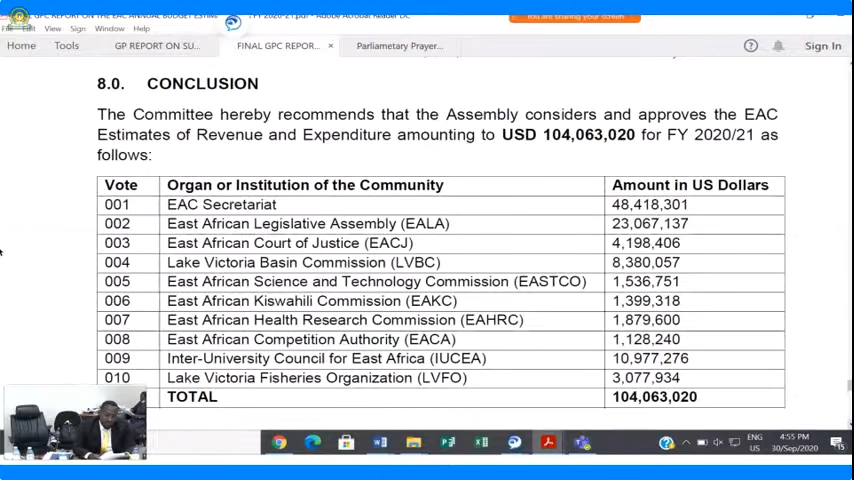 GPC REPORT ON THE EAC ANNUAL BUDGET ESTIM
FY 2020-21.pdf - Adobe Acrobat Reader DC
You are sharing your screen
File Edit View Sign Window Help
Home Tools GP REPORT ON SU... FINAL GPC REPOR... × Parliametary Prayer... Sign In
8.0. CONCLUSION
The Committee hereby recommends that the Assembly considers and approves the EAC
Estimates of Revenue and Expenditure amounting to USD 104,063,020 for FY 2020/21 as
follows:
Vote Organ or Institution of the Community Amount in US Dollars
001 EAC Secretariat 48,418,301
002 East African Legislative Assembly (EALA) 23,067,137
003 East African Court of Justice (EACJ) 4,198,406
004 Lake Victoria Basin Commission (LVBC) 8,380,057
005 East African Science and Technology Commission (EASTCO) 1,536,751
006 East African Kiswahili Commission (EAKC) 1,399,318
007 East African Health Research Commission (EAHRC) 1,879,600
008 East African Competition Authority (EACA) 1,128,240
009 Inter-University Council for East Africa (IUCEA) 10,977,276
010 Lake Victoria Fisheries Organization (LVFO) 3,077,934
TOTAL 104,063,020
ENG 4:55 PM
US 30/Sep/2020